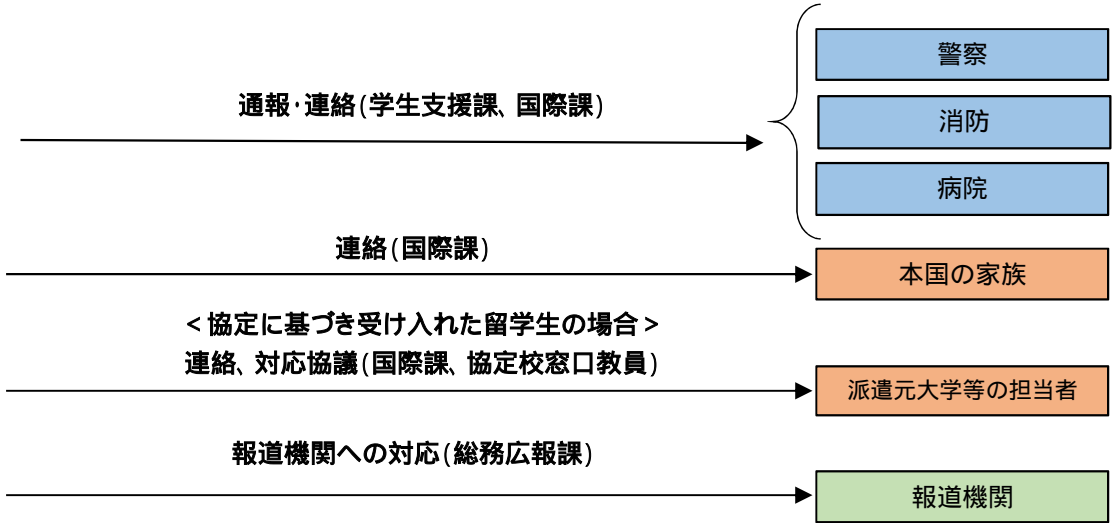 警察
通報・連絡(学生支援課、国際課)
消防
病院
連絡(国際課)
本国の家族
<協定に基づき受け入れた留学生の場合>
連絡、対応協議(国際課、協定校窓口教員)
派遣元大学等の担当者
報道機関への対応(総務広報課)
報道機関